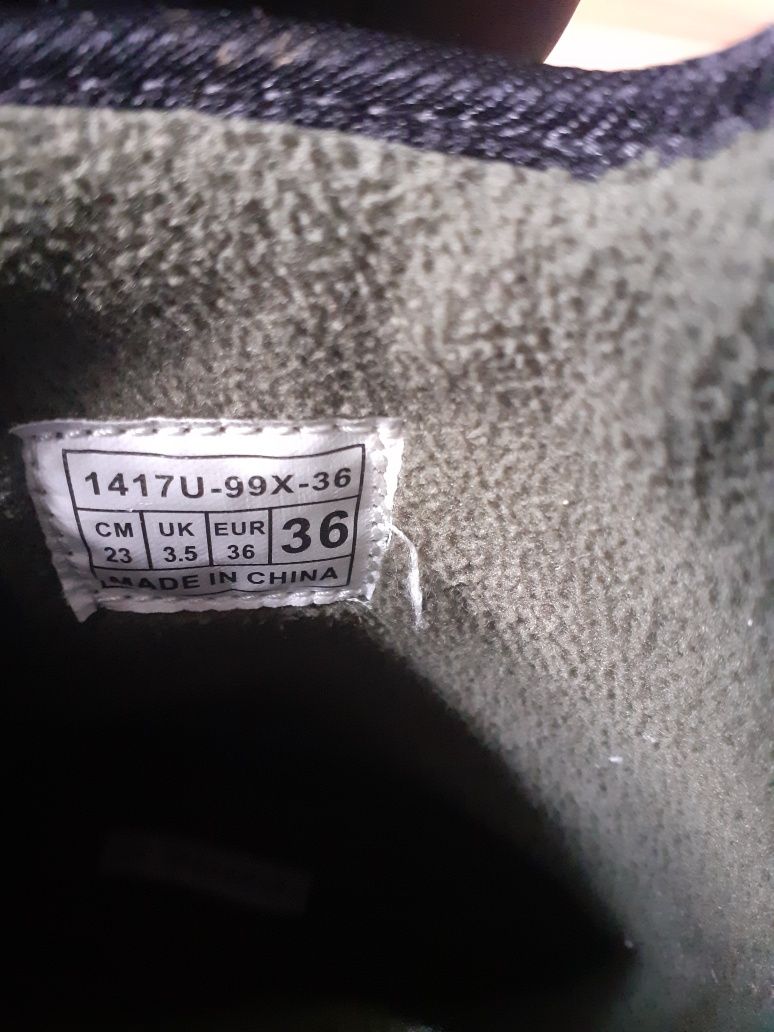 1417U-99X-36
CM UK EUR 36
23 3.5 36
MADE IN CHINA